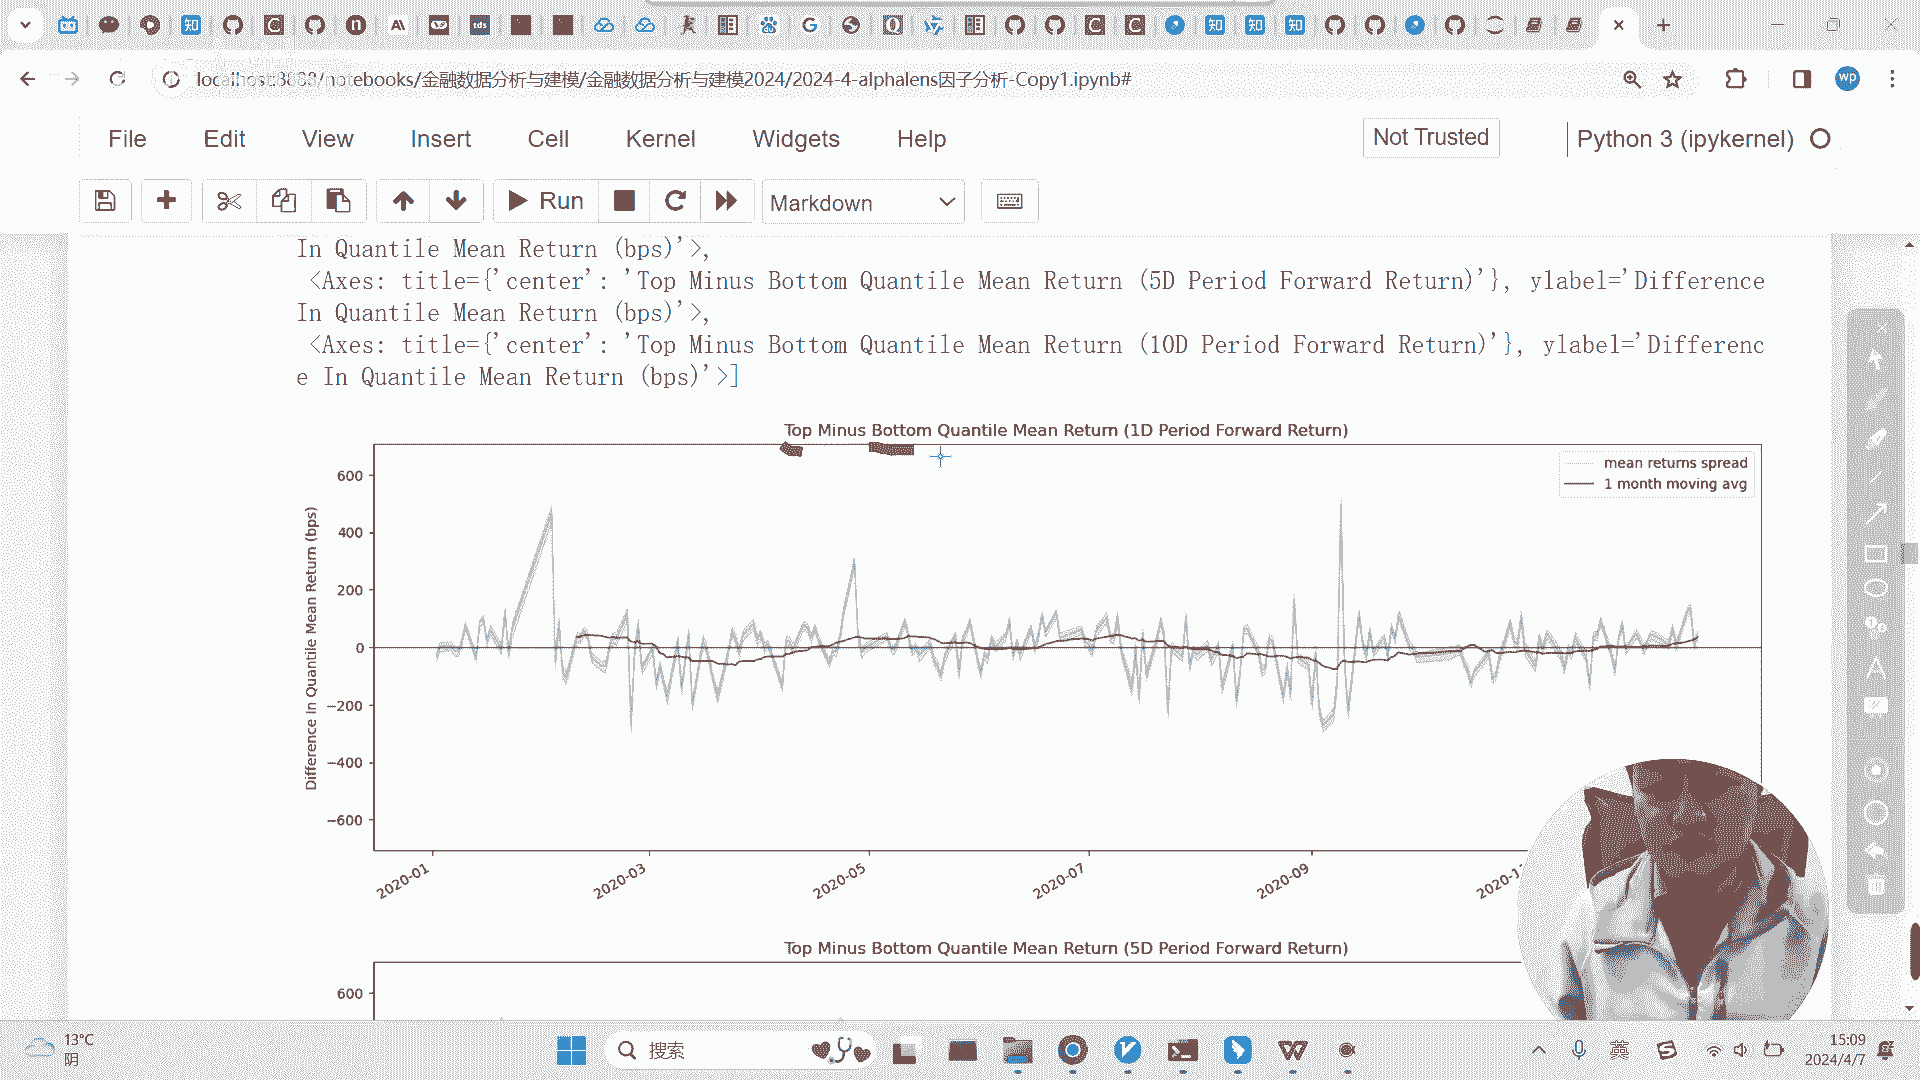 知
n
A\
tds
G
C
C
知
知
知
localhost:8888/notebooks/金融数据分析与建模/金融数据分析与建模2024/2024-4-alphalens因子分析-Copy1.ipynb#
wp
File Edit View Insert Cell Kernel Widgets Help
Not Trusted
Python 3 (ipykernel)
Run
Markdown
In Quantile Mean Return (bps)'>,
<Axes: title={'center': 'Top Minus Bottom Quantile Mean Return (5D Period Forward Return)'}, ylabel='Difference
In Quantile Mean Return (bps)'>,
<Axes: title={'center': 'Top Minus Bottom Quantile Mean Return (10D Period Forward Return)'}, ylabel='Differenc
e In Quantile Mean Return (bps)'>]
Top Minus Bottom Quantile Mean Return (1D Period Forward Return)
mean returns spread
1 month moving avg
Difference In Quantile Mean Return (bps)
600
400
200
0
−200
−400
−600
2020-01
2020-03
2020-05
2020-07
2020-09
Top Minus Bottom Quantile Mean Return (5D Period Forward Return)
600
13°C
阴
搜索
英
15:09
2024/4/7